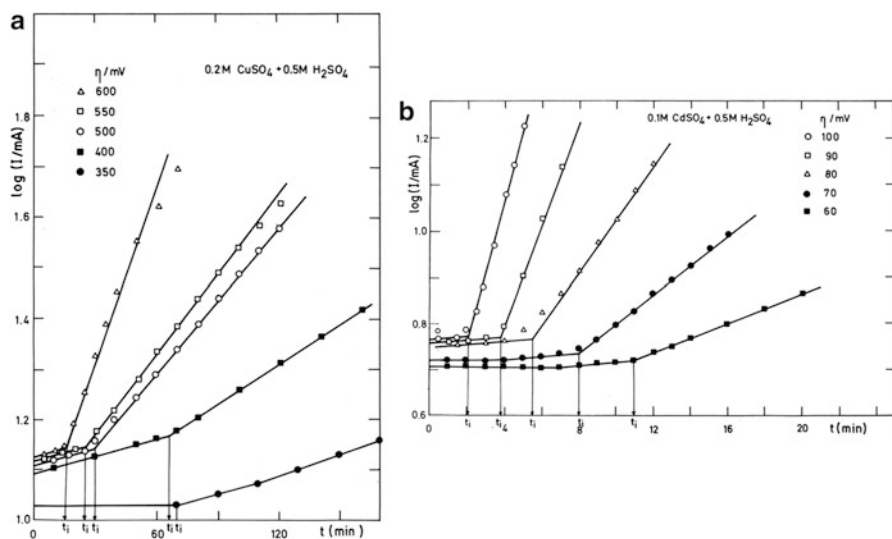 a
log (I/mA)
2.0
1.8
1.6
1.4
1.2
1.0
0.2M CuSO₄ + 0.5M H₂SO₄
η / mV
△ 600
□ 550
○ 500
■ 400
● 350
ti ti ti ti ti
0 60 120 t (min)
b
log (I/mA)
1.2
1.0
0.8
0.6
0.1M CdSO₄ + 0.5M H₂SO₄
η / mV
○ 100
□ 90
△ 80
● 70
■ 60
ti ti ti ti ti
0 4 8 12 16 20 t(min)